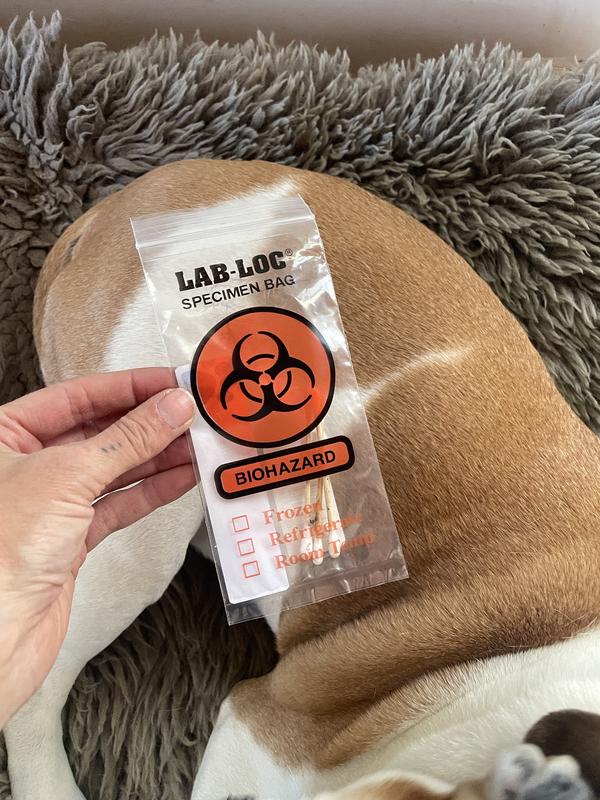 LAB-LOC®
SPECIMEN BAG
BIOHAZARD
Frozen
Refrigerate
Room Temp